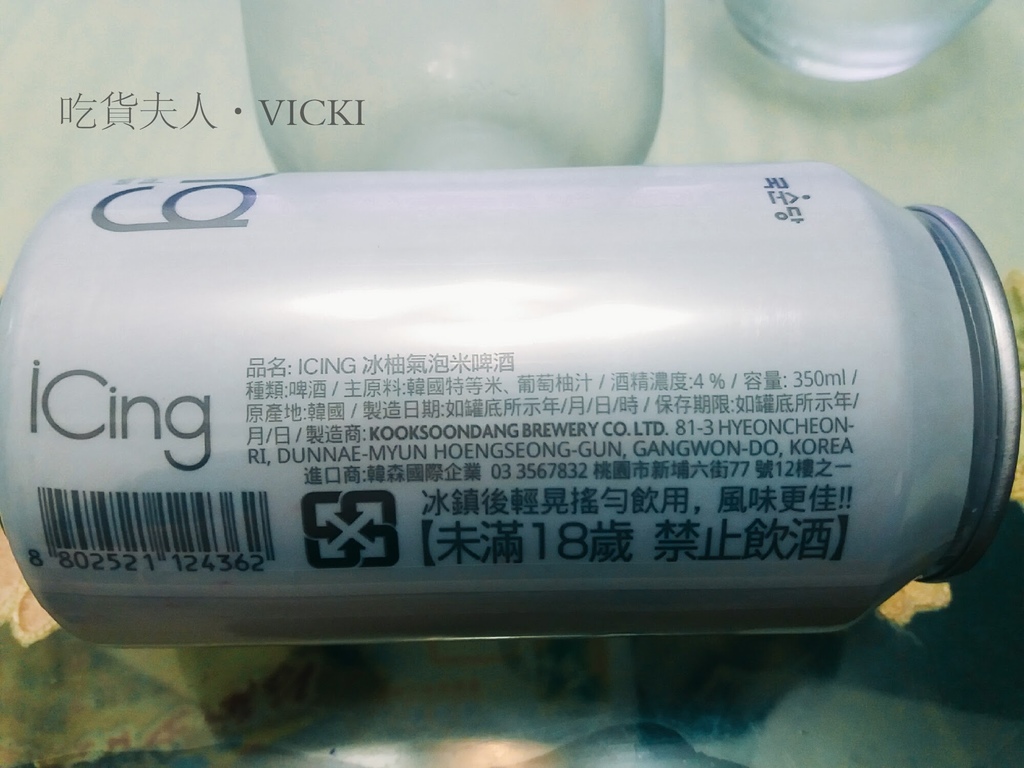 吃貨夫人・VICKI
국순당
iCing
品名: ICING 冰柚氣泡米啤酒
種類:啤酒 / 主原料:韓國特等米、葡萄柚汁 / 酒精濃度:4 % / 容量: 350ml /
原產地:韓國 / 製造日期:如罐底所示年/月/日/時 / 保存期限:如罐底所示年/
月/日 / 製造商: KOOKSOONDANG BREWERY CO.LTD. 81-3 HYEONCHEON-
RI, DUNNAE-MYUN HOENGSEONG-GUN, GANGWON-DO, KOREA
進口商:韓森國際企業 03 3567832 桃園市新埔六街77 號12樓之一
冰鎮後輕晃搖勻飲用，風味更佳!!
【未滿18歲 禁止飲酒】
8 802521 124362